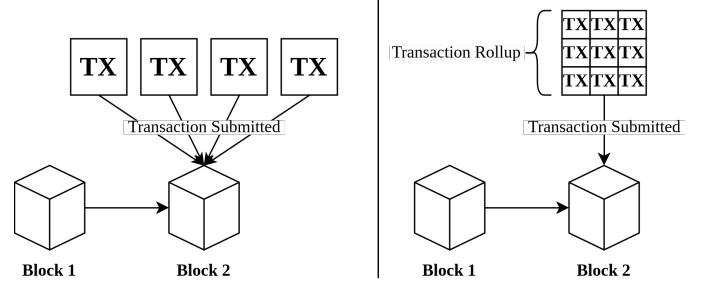 TX TX TX TX
Transaction Submitted
Block 1
Block 2
Transaction Rollup
TX TX TX
TX TX TX
TX TX TX
Transaction Submitted
Block 1
Block 2